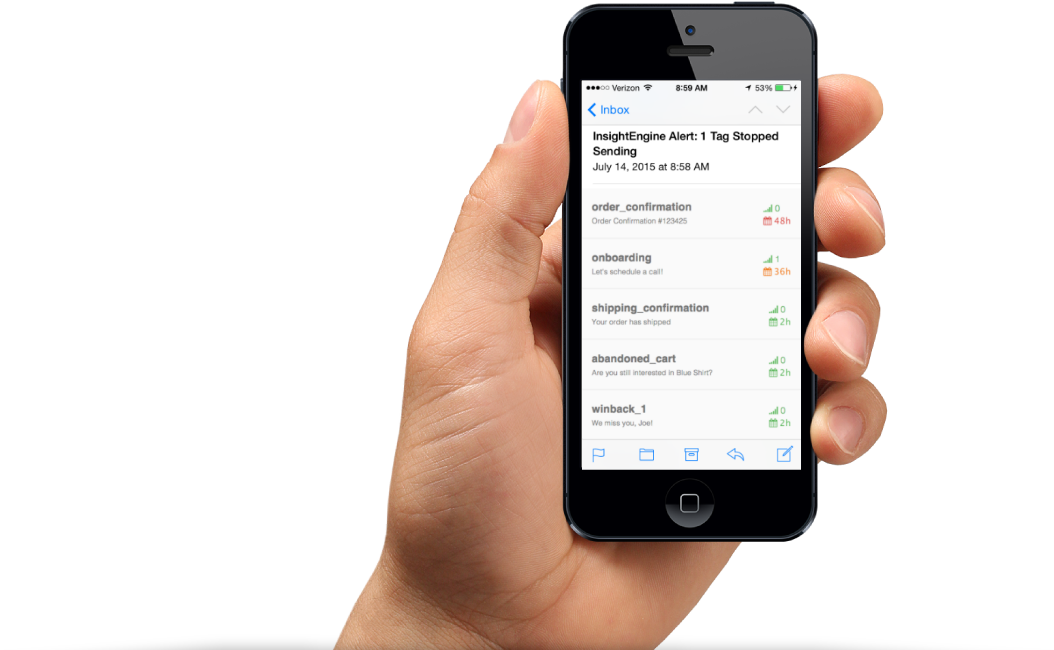 Verizon 8:59 AM 53%
Inbox
InsightEngine Alert: 1 Tag Stopped
Sending
July 14, 2015 at 8:58 AM
order_confirmation 0
Order Confirmation #123425 48h
onboarding 1
Let's schedule a call! 36h
shipping_confirmation 0
Your order has shipped 2h
abandoned_cart 0
Are you still interested in Blue Shirt? 2h
winback_1 0
We miss you, Joe! 2h